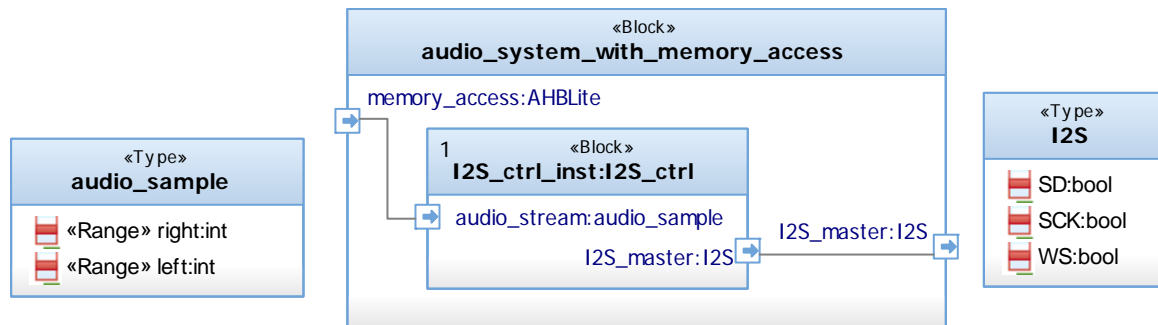 «Type»
audio_sample
«Range» right:int
«Range» left:int
«Block»
audio_system_with_memory_access
memory_access:AHBLite
1
«Block»
I2S_ctrl_inst:I2S_ctrl
audio_stream:audio_sample
I2S_master:I2S
I2S_master:I2S
«Type»
I2S
SD:bool
SCK:bool
WS:bool